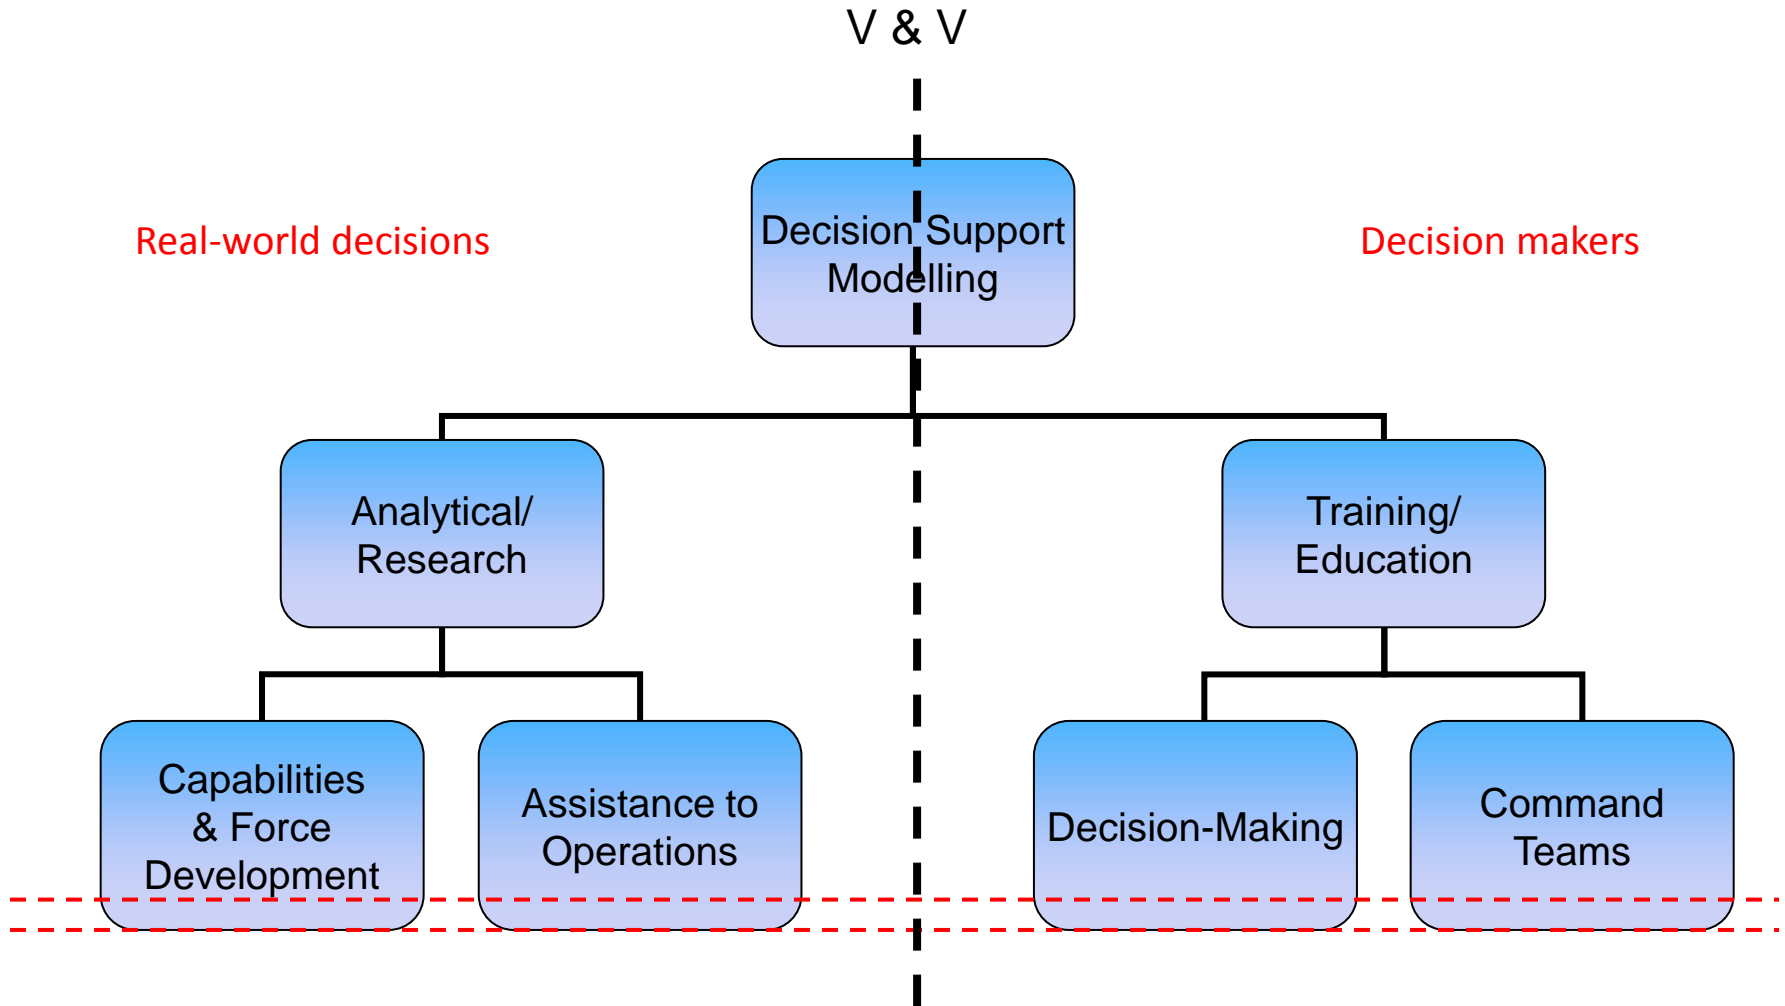 V & V
Decision Support
Modelling
Real-world decisions
Decision makers
Analytical/
Research
Training/
Education
Capabilities
& Force
Development
Assistance to
Operations
Decision-Making
Command
Teams